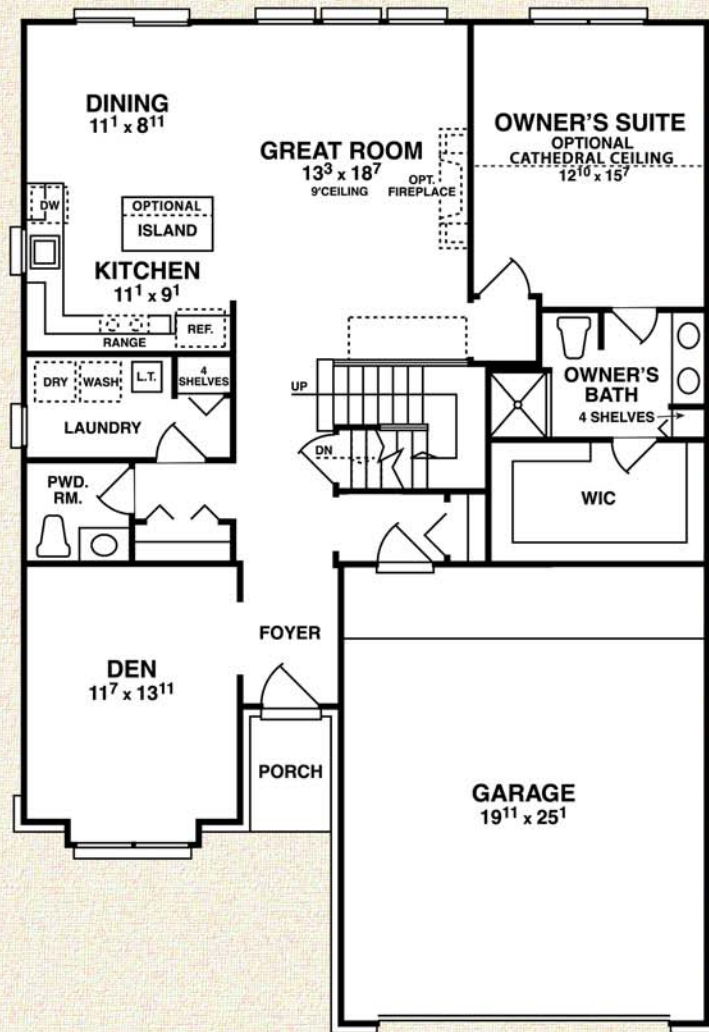 DINING
11¹ x 8¹¹
GREAT ROOM
13³ x 18⁷
9'CEILING
OPT.
FIREPLACE
OWNER'S SUITE
OPTIONAL
CATHEDRAL CEILING
12¹⁰ x 15⁷
DW
OPTIONAL
ISLAND
KITCHEN
11¹ x 9¹
RANGE
REF.
DRY
WASH
L.T.
4
SHELVES
LAUNDRY
UP
DN
OWNER'S
BATH
4 SHELVES
WIC
PWD.
RM.
FOYER
DEN
11⁷ x 13¹¹
PORCH
GARAGE
19¹¹ x 25¹